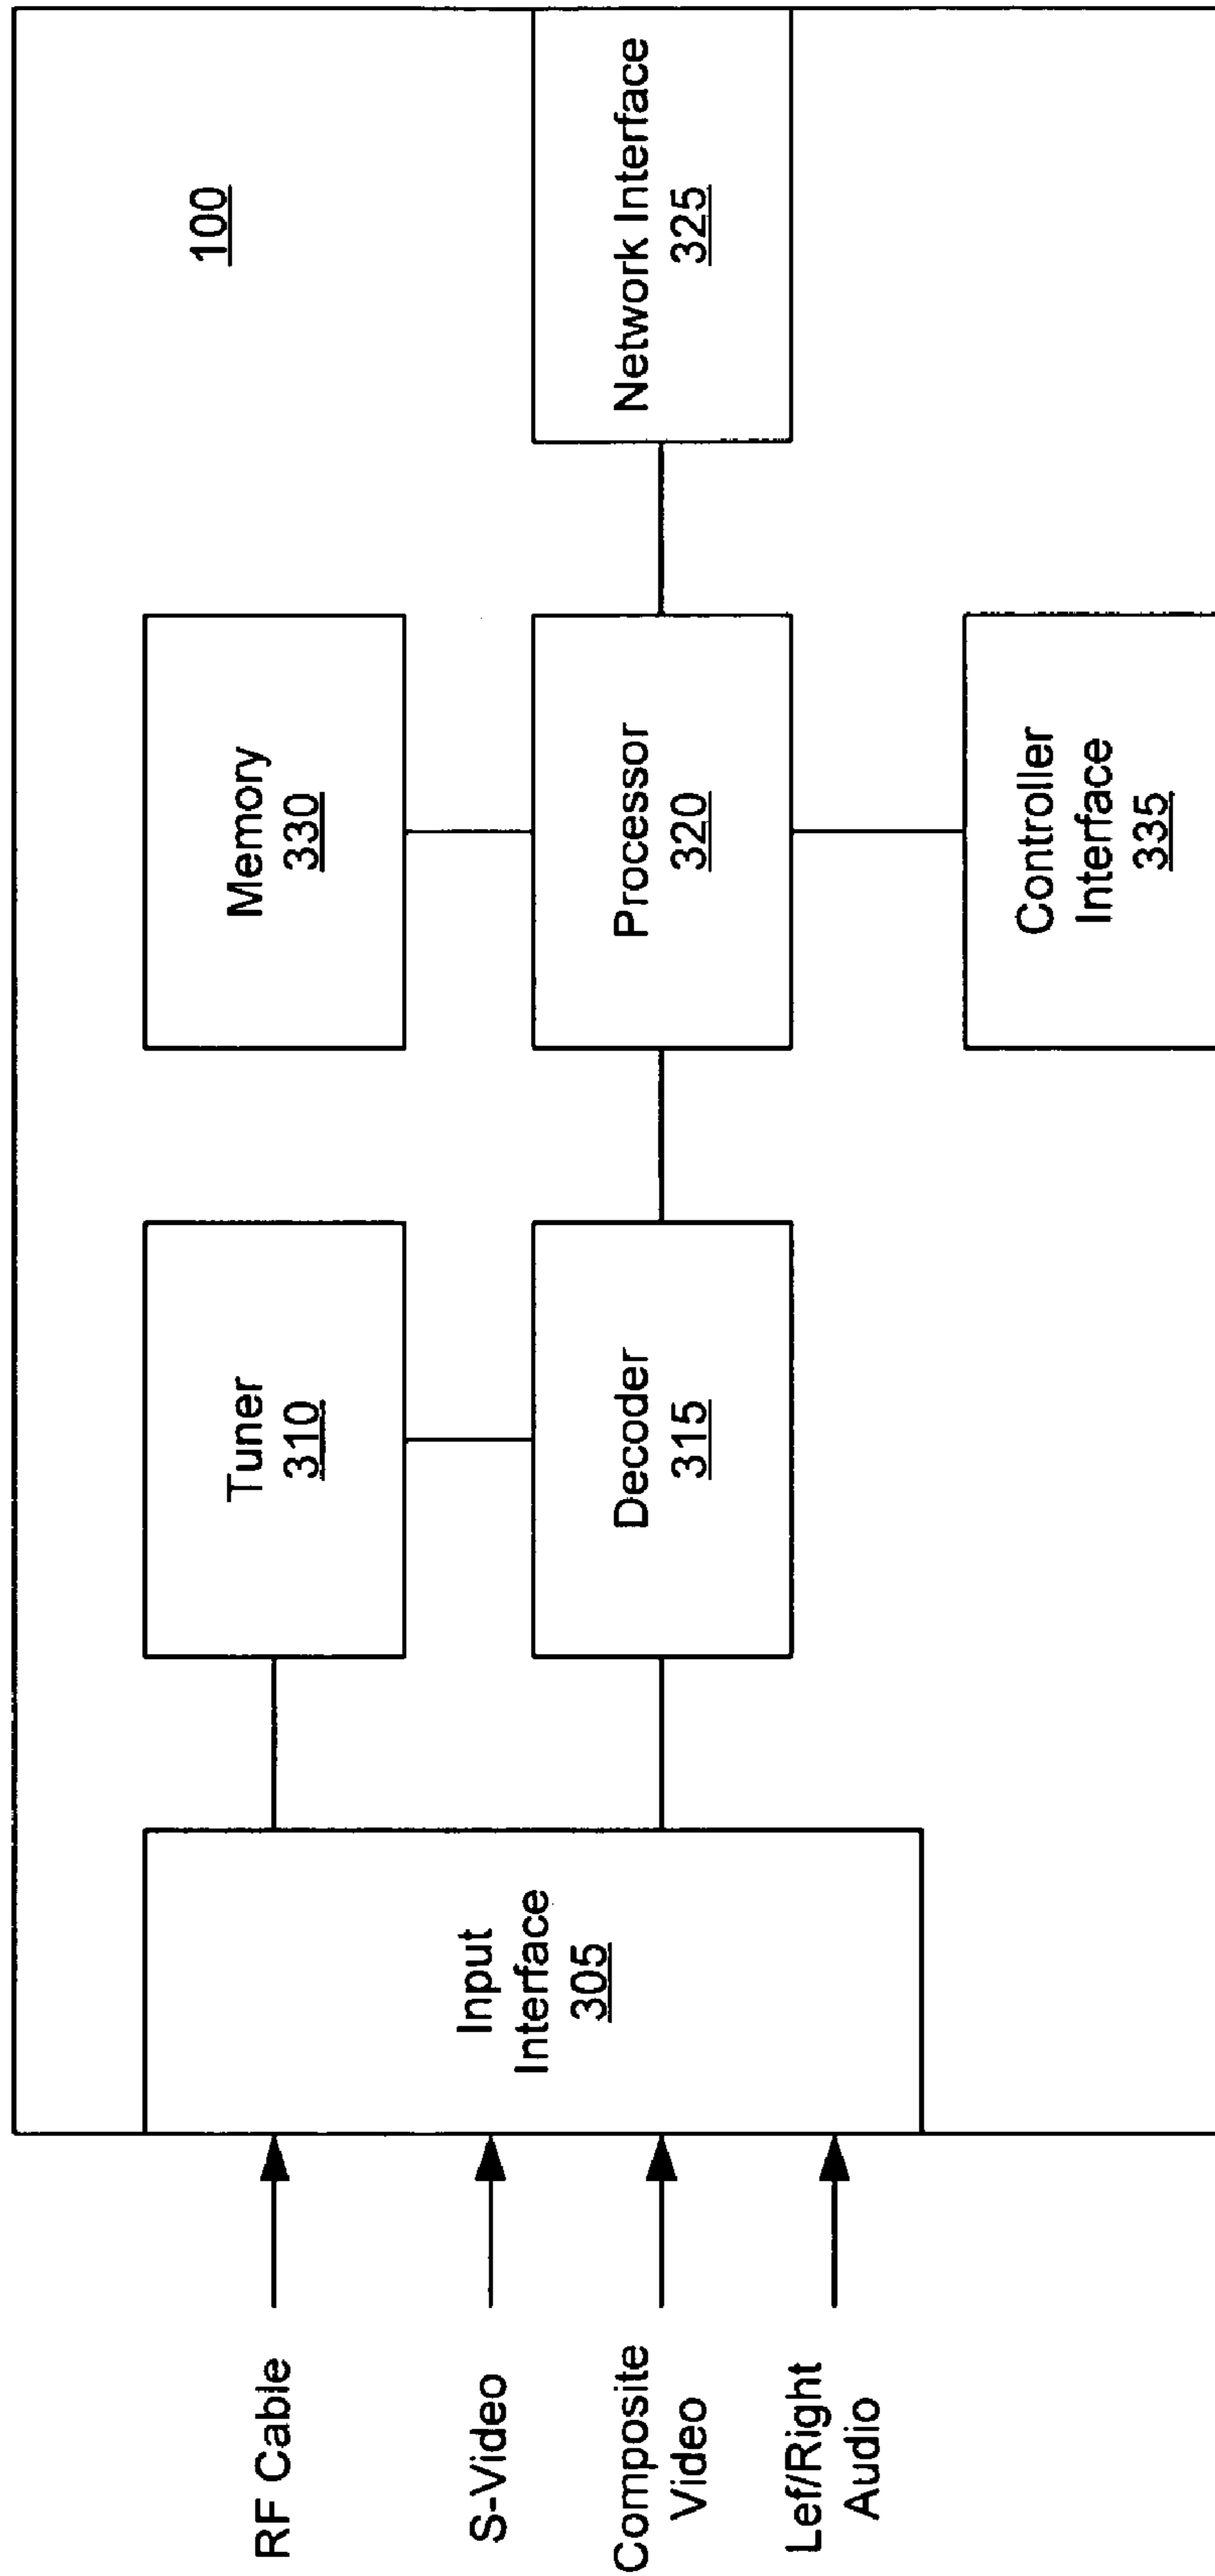 100
RF Cable
S-Video
Composite
Video
Lef/Right
Audio
Input
Interface
305
Tuner
310
Decoder
315
Memory
330
Processor
320
Controller
Interface
335
Network Interface
325